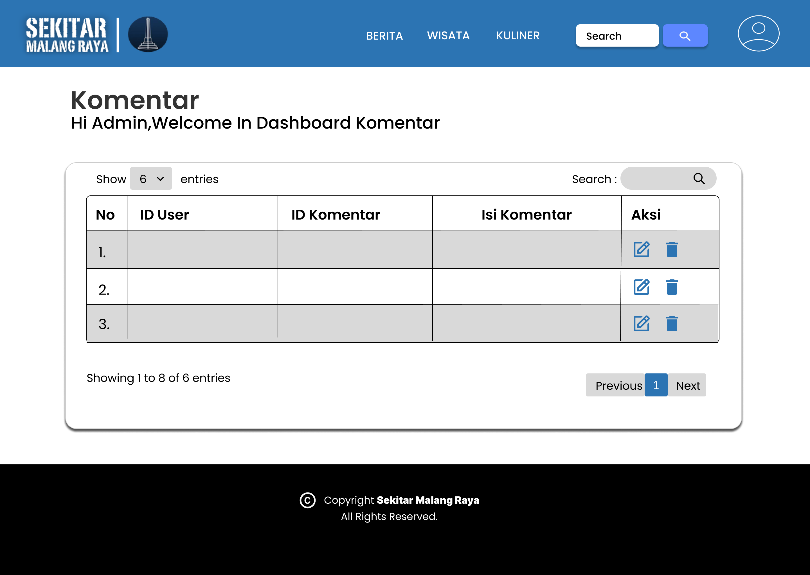 SEKITAR
MALANG RAYA
BERITA WISATA KULINER Search
Komentar
Hi Admin,Welcome In Dashboard Komentar
Show 6 entries Search :
No ID User ID Komentar Isi Komentar Aksi
1.
2.
3.
Showing 1 to 8 of 6 entries
Previous 1 Next
© Copyright Sekitar Malang Raya
All Rights Reserved.